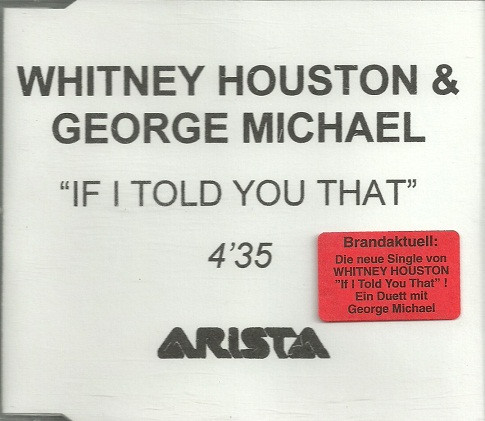 WHITNEY HOUSTON &
GEORGE MICHAEL
“IF I TOLD YOU THAT”
4’35
Brandaktuell:
Die neue Single von
WHITNEY HOUSTON
"If I Told You That" !
Ein Duett mit
George Michael
ARISTA